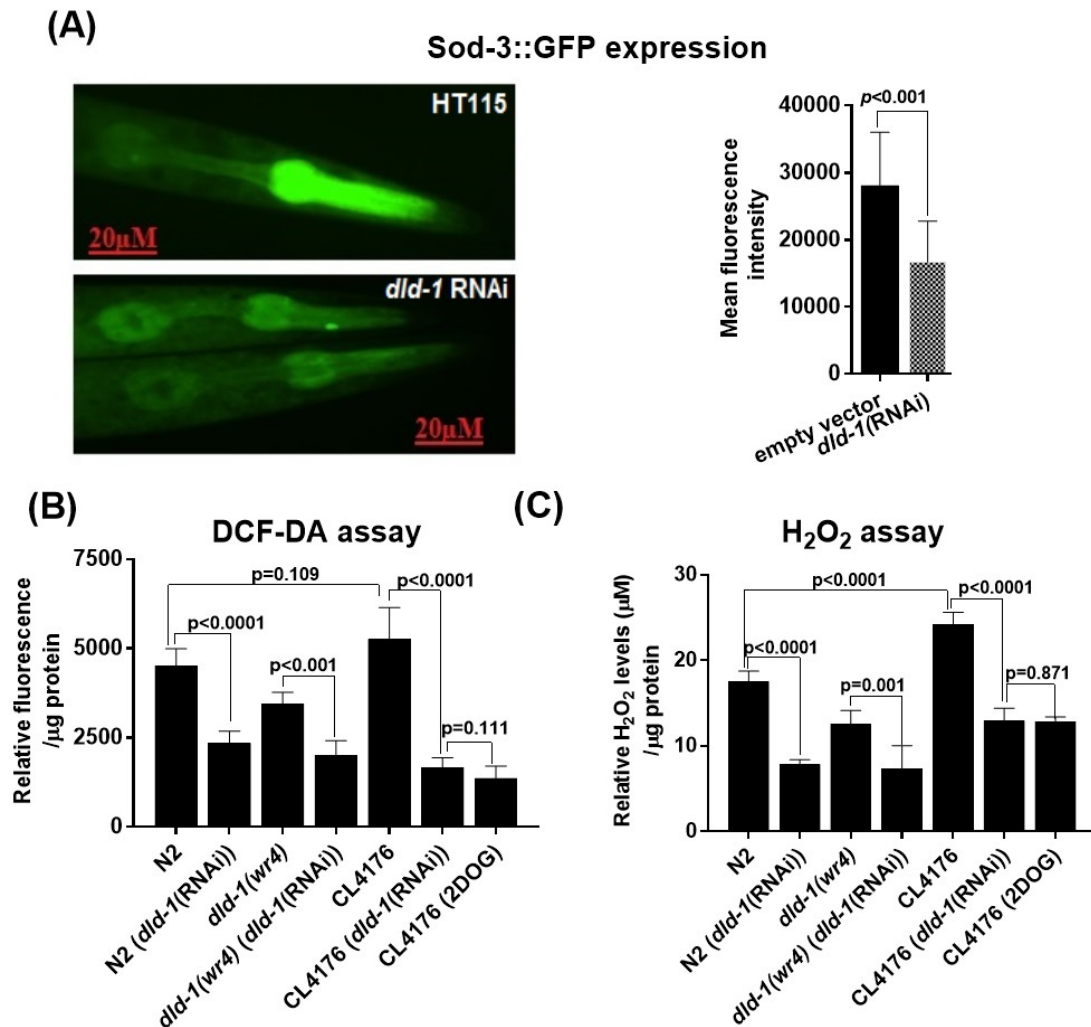 (A)
Sod-3::GFP expression
HT115
20µM
dld-1 RNAi
20µM
40000
30000
20000
10000
0
Mean fluorescence
intensity
p<0.001
empty vector
dld-1(RNAi)
(B)
DCF-DA assay
7500
5000
2500
0
Relative fluorescence
/µg protein
p=0.109
p<0.0001
p<0.0001
p<0.001
p=0.111
N2
N2 (dld-1(RNAi))
dld-1(wr4)
dld-1(wr4) (dld-1(RNAi))
CL4176
CL4176 (dld-1(RNAi))
CL4176 (2DOG)
(C)
H₂O₂ assay
30
20
10
0
Relative H₂O₂ levels (µM)
/µg protein
p<0.0001
p<0.0001
p<0.0001
p=0.001
p=0.871
N2
N2 (dld-1(RNAi))
dld-1(wr4)
dld-1(wr4) (dld-1(RNAi))
CL4176
CL4176 (dld-1(RNAi))
CL4176 (2DOG)